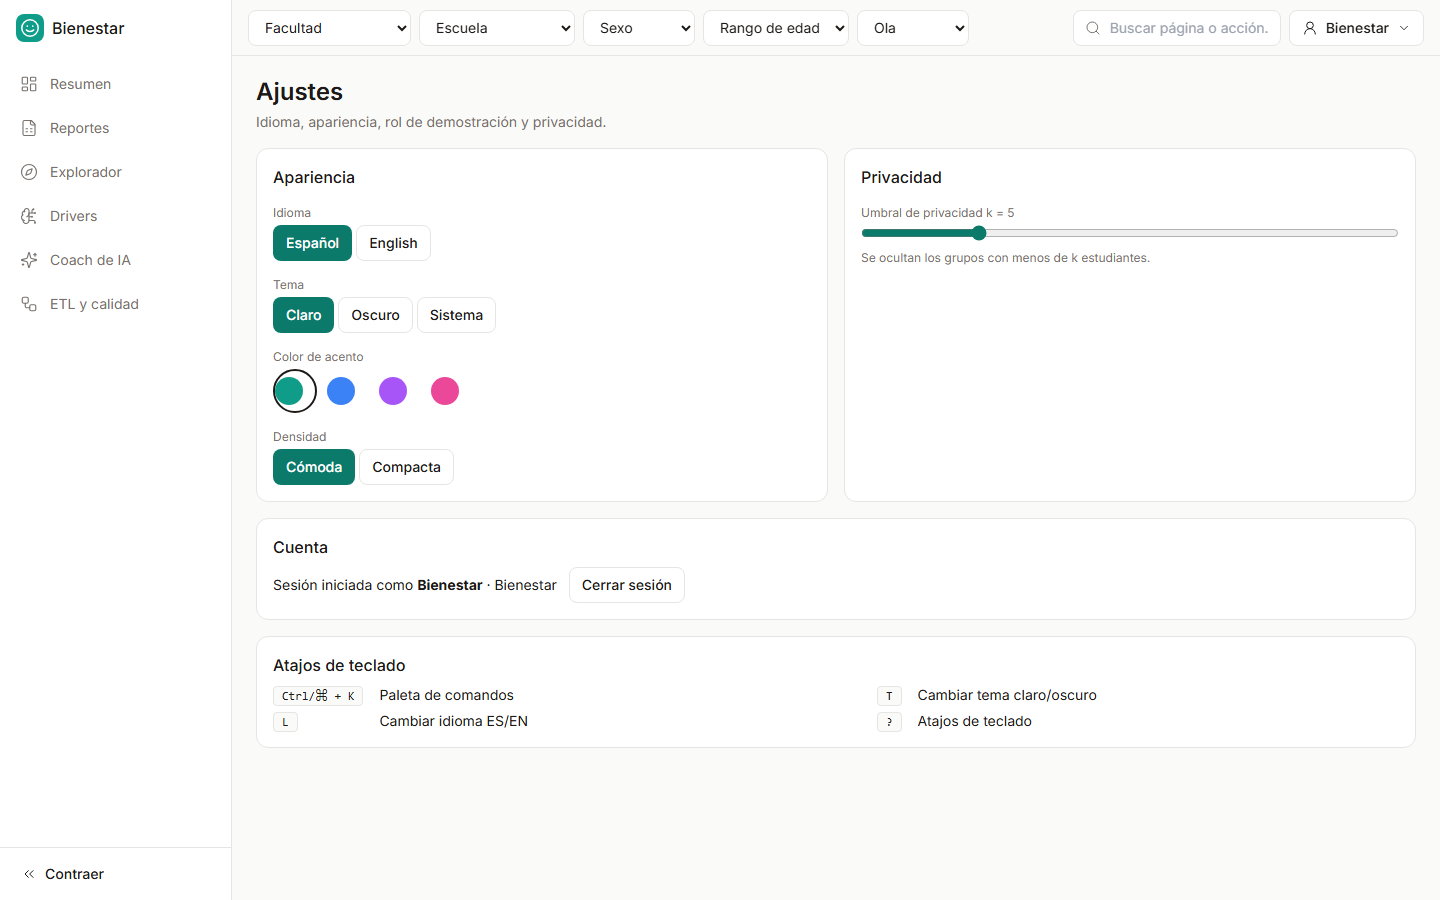 Bienestar
Facultad
Escuela
Sexo
Rango de edad
Ola
Buscar página o acción.
Bienestar
Resumen
Reportes
Explorador
Drivers
Coach de IA
ETL y calidad
Contraer
Ajustes
Idioma, apariencia, rol de demostración y privacidad.
Apariencia
Idioma
Español English
Tema
Claro Oscuro Sistema
Color de acento
Densidad
Cómoda Compacta
Privacidad
Umbral de privacidad k = 5
Se ocultan los grupos con menos de k estudiantes.
Cuenta
Sesión iniciada como Bienestar · Bienestar Cerrar sesión
Atajos de teclado
Ctrl/⌘ + K Paleta de comandos
T Cambiar tema claro/oscuro
L Cambiar idioma ES/EN
? Atajos de teclado